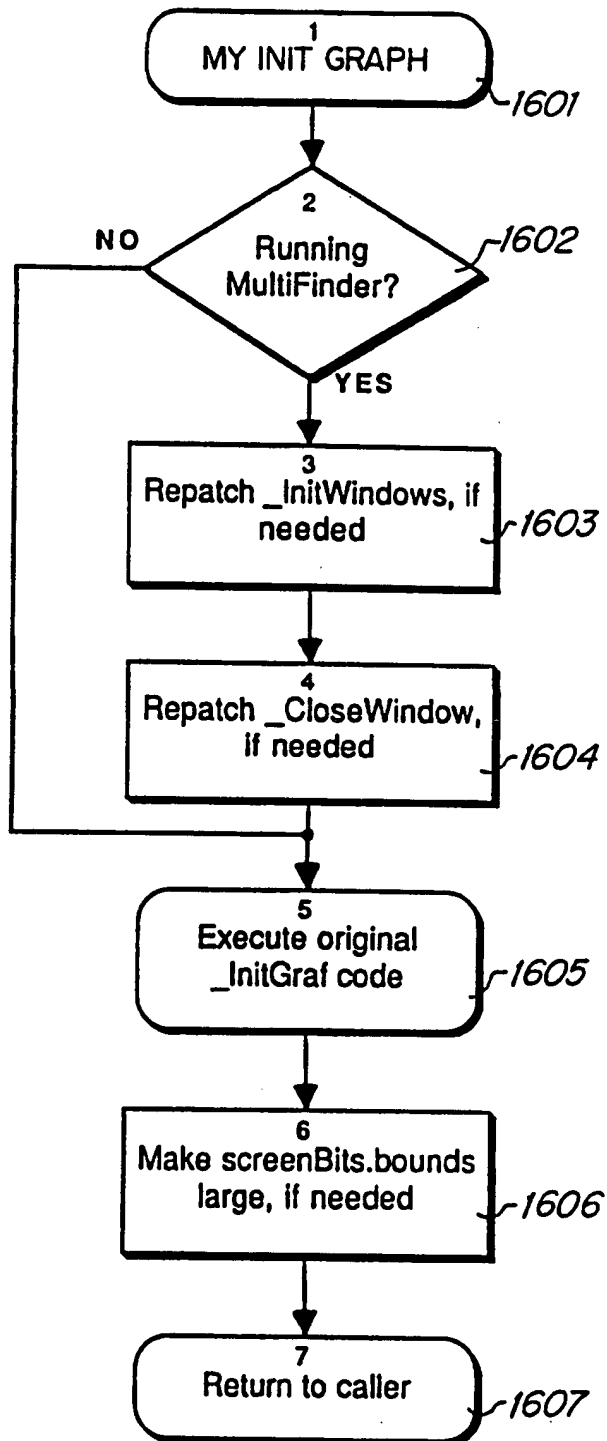 1
MY INIT GRAPH
1601
2
Running
MultiFinder?
1602
NO
YES
3
Repatch _InitWindows, if
needed
1603
4
Repatch _CloseWindow,
if needed
1604
5
Execute original
_InitGraf code
1605
6
Make screenBits.bounds
large, if needed
1606
7
Return to caller
1607